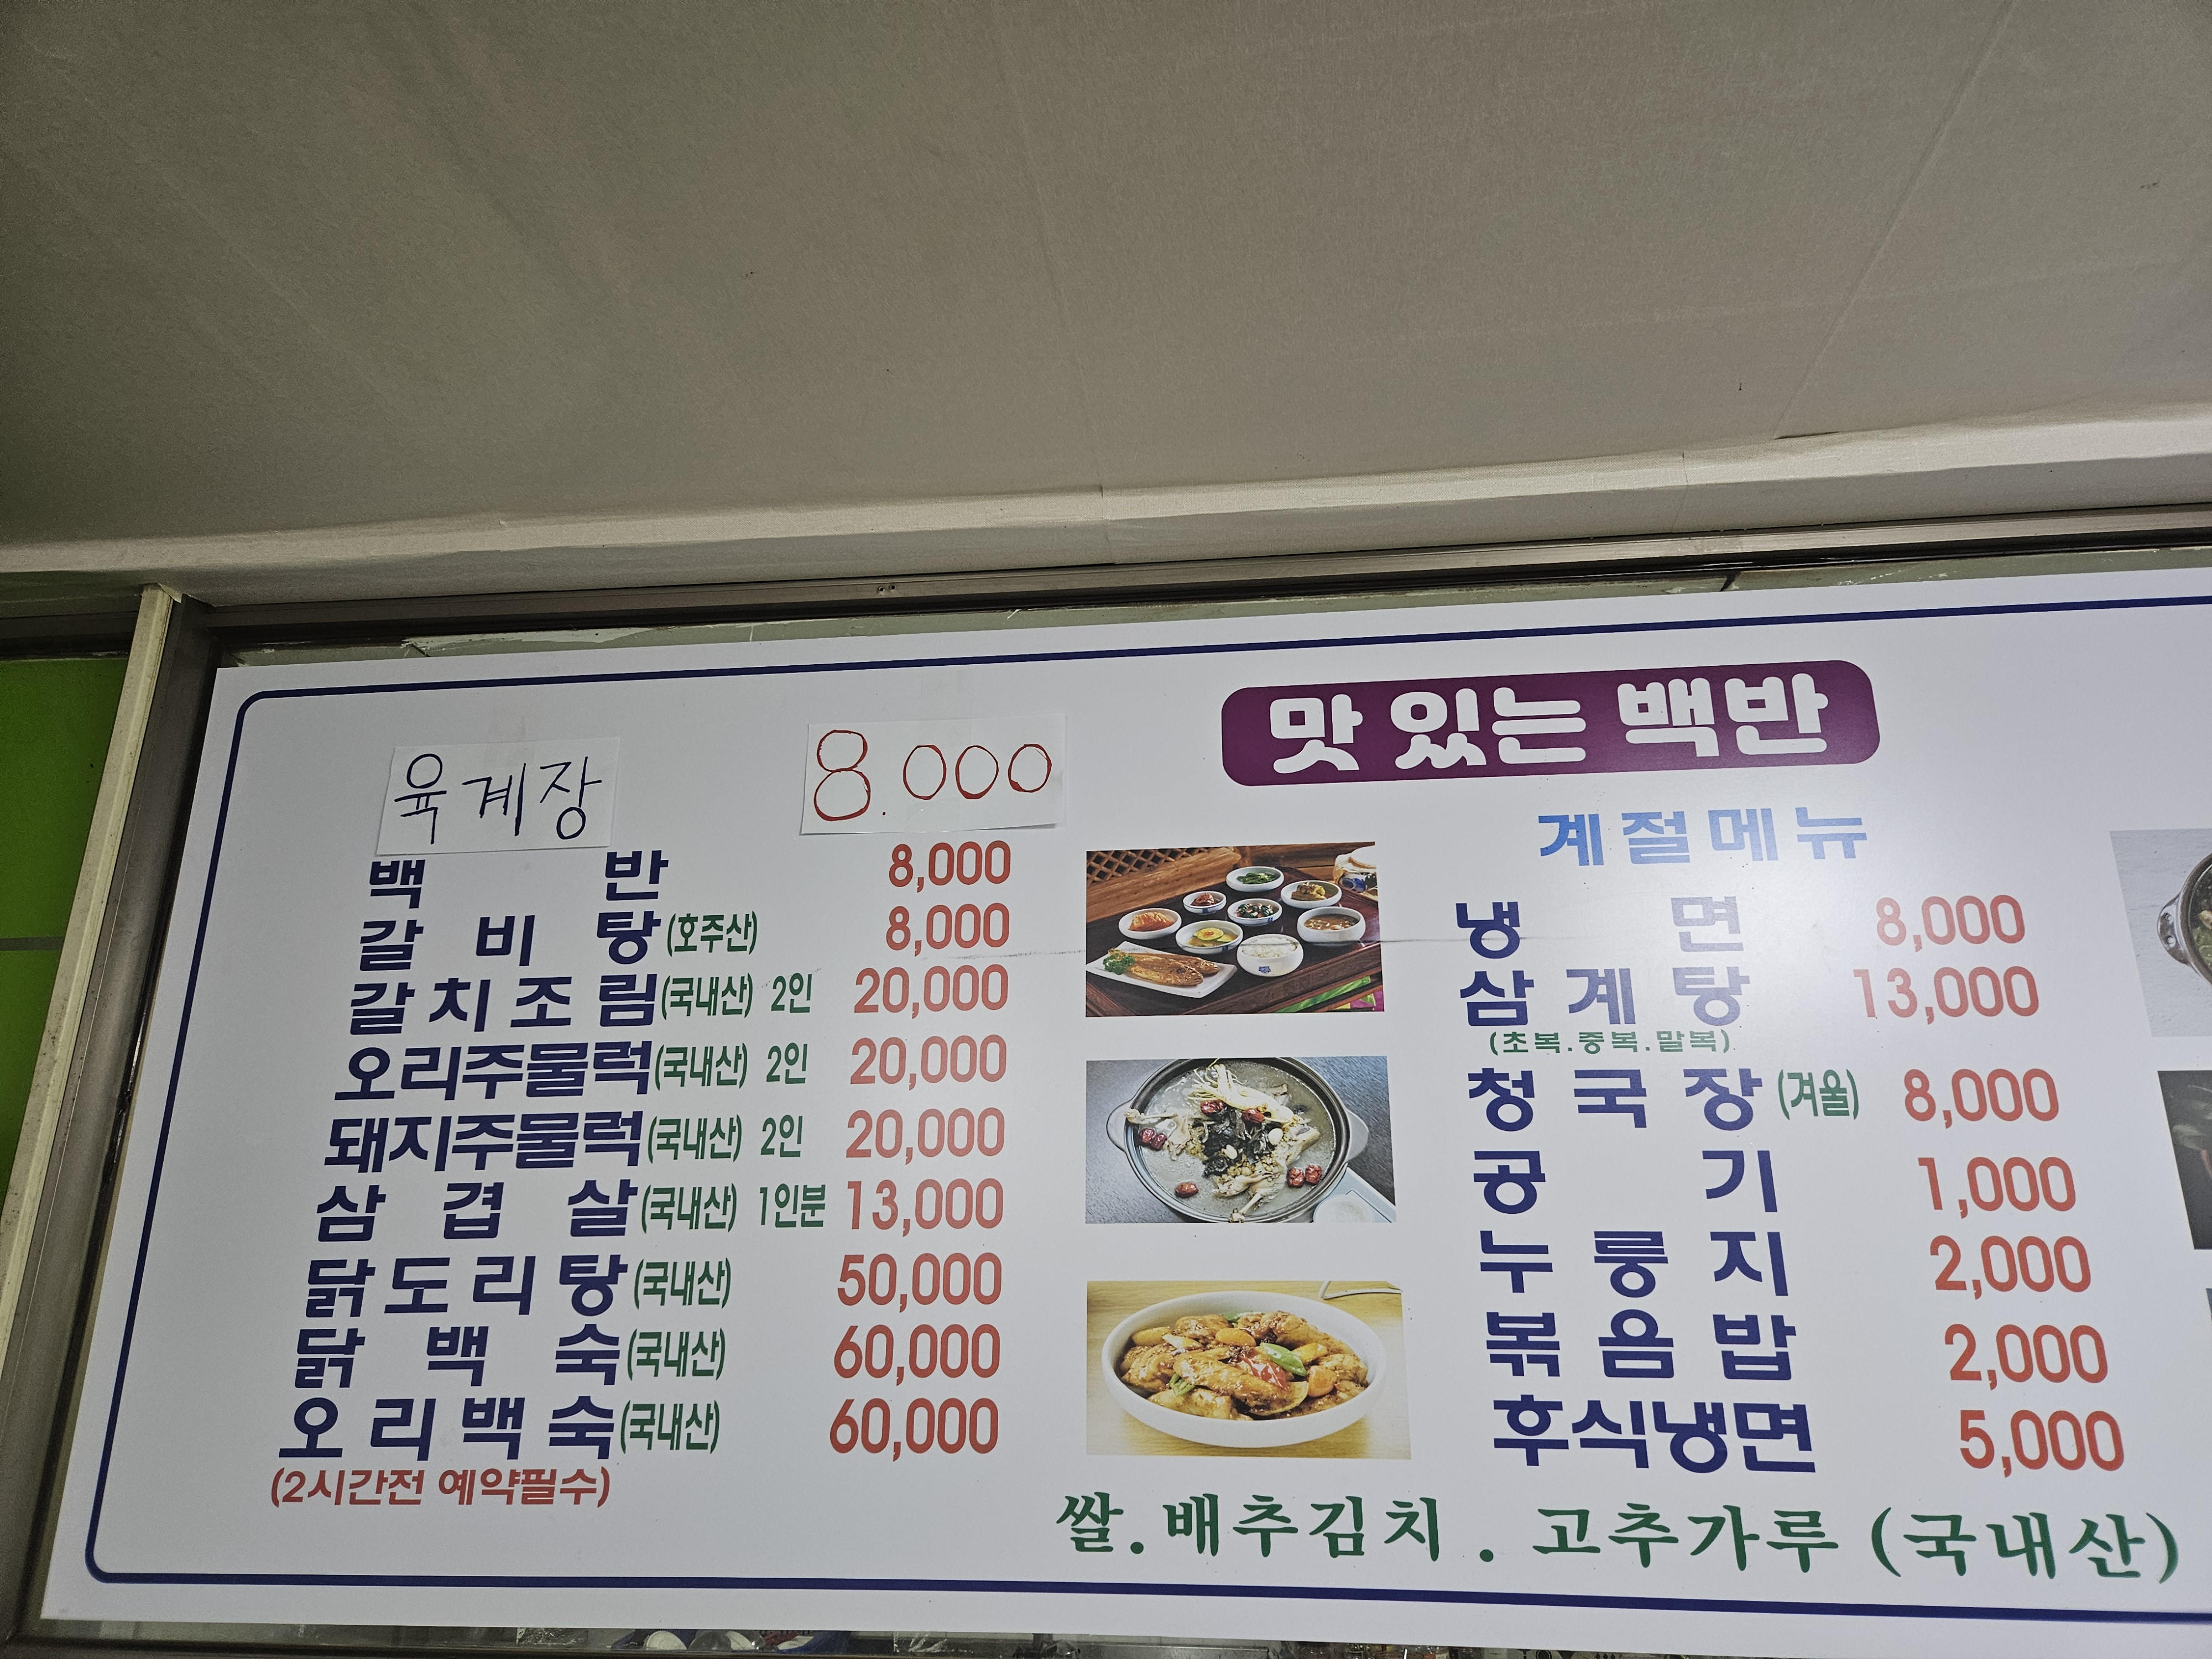 육계장 8.000
백반 8,000
갈비탕(호주산) 8,000
갈치조림(국내산) 2인 20,000
오리주물럭(국내산) 2인 20,000
돼지주물럭(국내산) 2인 20,000
삼겹살(국내산) 1인분 13,000
닭도리탕(국내산) 50,000
닭백숙(국내산) 60,000
오리백숙(국내산) 60,000
(2시간전 예약필수)
맛있는 백반
계절메뉴
냉면 8,000
삼계탕 13,000
(초복.중복.말복)
청국장(겨울) 8,000
공기 1,000
누룽지 2,000
볶음밥 2,000
후식냉면 5,000
쌀.배추김치.고추가루(국내산)